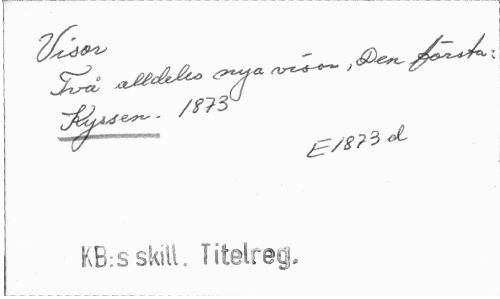 Visor
Två alldeles nya visor, Den första:
Kyssen. 1873
E1873 d
KB:s skill. Titelreg.